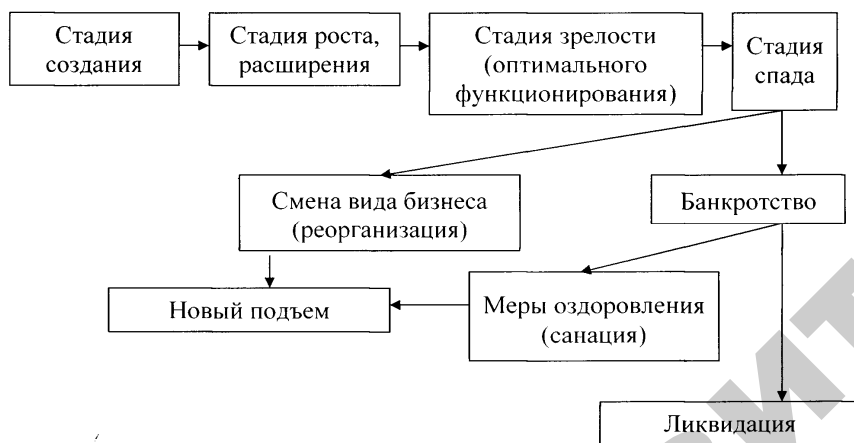 Стадия
создания
Стадия роста,
расширения
Стадия зрелости
(оптимального
функционирования)
Стадия
спада
Смена вида бизнеса
(реорганизация)
Банкротство
Новый подъем
Меры оздоровления
(санация)
Ликвидация